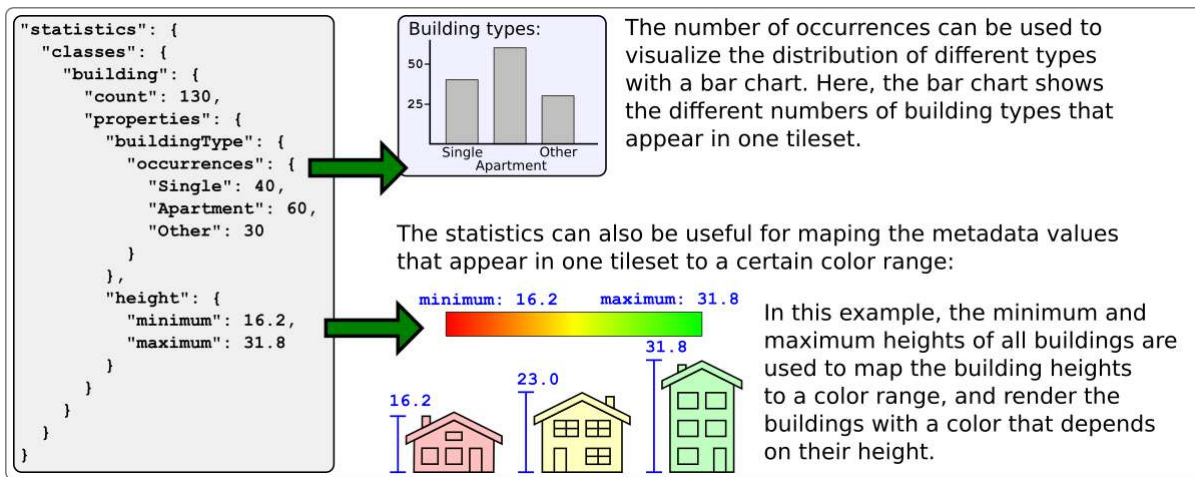 "statistics": {
"classes": {
"building": {
"count": 130,
"properties": {
"buildingType": {
"occurrences": {
"Single": 40,
"Apartment": 60,
"Other": 30
}
},
"height": {
"minimum": 16.2,
"maximum": 31.8
}
}
}
}
}
Building types:
50
25
Single
Other
Apartment
The number of occurrences can be used to
visualize the distribution of different types
with a bar chart. Here, the bar chart shows
the different numbers of building types that
appear in one tileset.
The statistics can also be useful for maping the metadata values
that appear in one tileset to a certain color range:
minimum: 16.2 maximum: 31.8
16.2
23.0
31.8
In this example, the minimum and
maximum heights of all buildings are
used to map the building heights
to a color range, and render the
buildings with a color that depends
on their height.